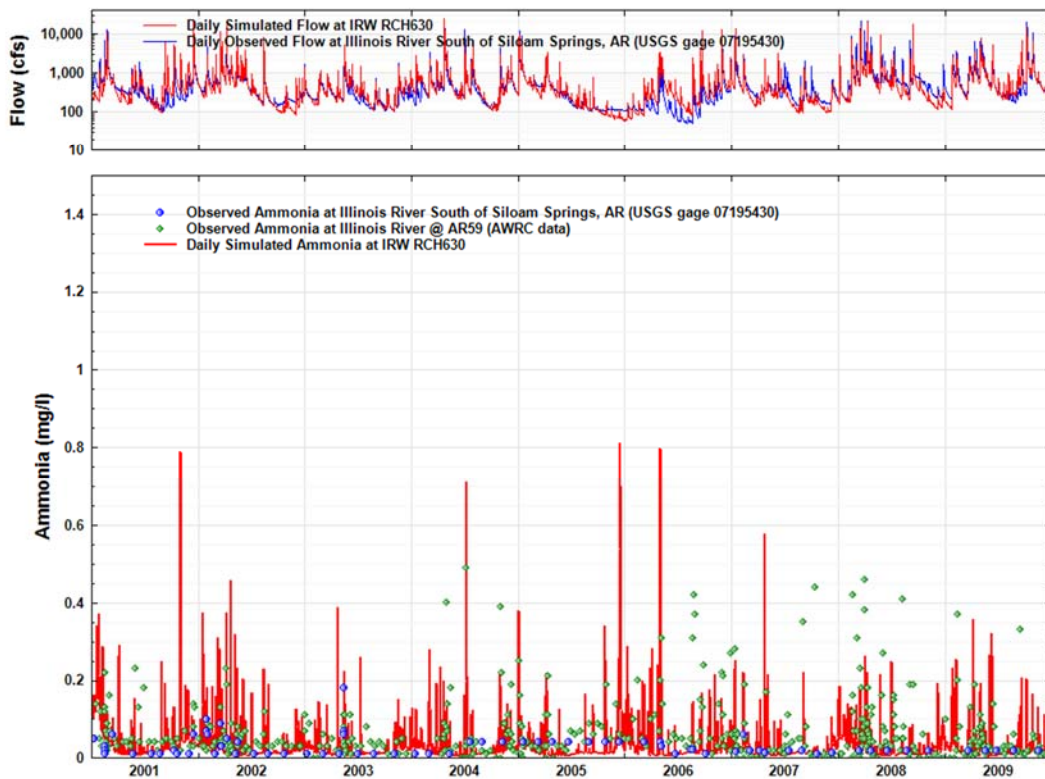 Daily Simulated Flow at IRW RCH630
Daily Observed Flow at Illinois River South of Siloam Springs, AR (USGS gage 07195430)
Flow (cfs)
10,000
1,000
100
10
Observed Ammonia at Illinois River South of Siloam Springs, AR (USGS gage 07195430)
Observed Ammonia at Illinois River @ AR59 (AWRC data)
Daily Simulated Ammonia at IRW RCH630
Ammonia (mg/l)
1.4
1.2
1
0.8
0.6
0.4
0.2
0
2001 2002 2003 2004 2005 2006 2007 2008 2009